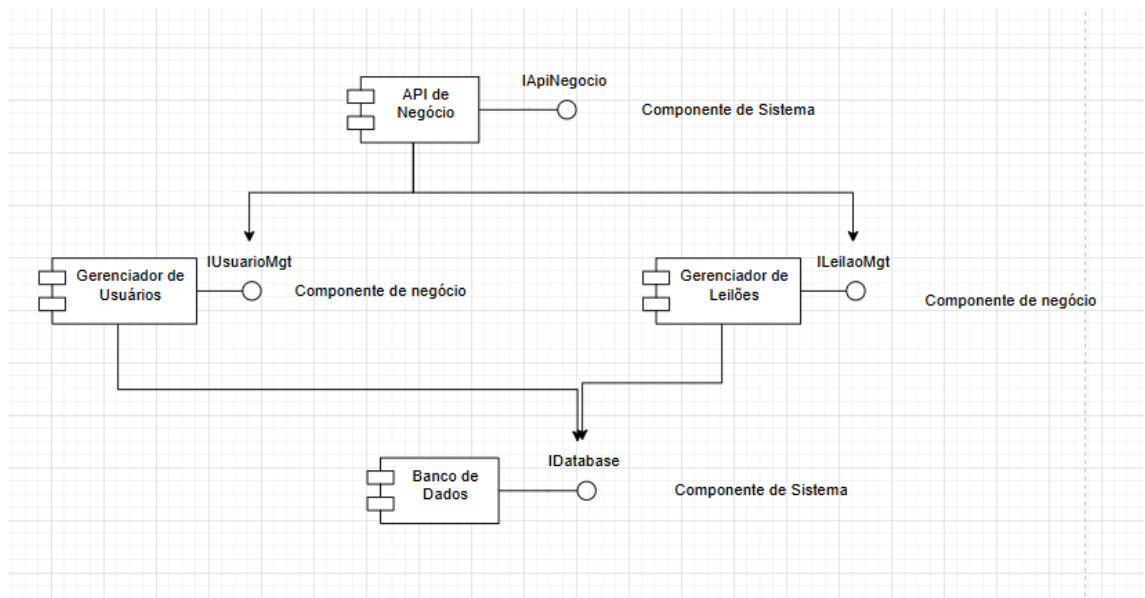 IApiNegocio
API de
Negócio
Componente de Sistema
IUsuarioMgt
Gerenciador de
Usuários
Componente de negócio
ILeilaoMgt
Gerenciador de
Leilões
Componente de negócio
IDatabase
Banco de
Dados
Componente de Sistema